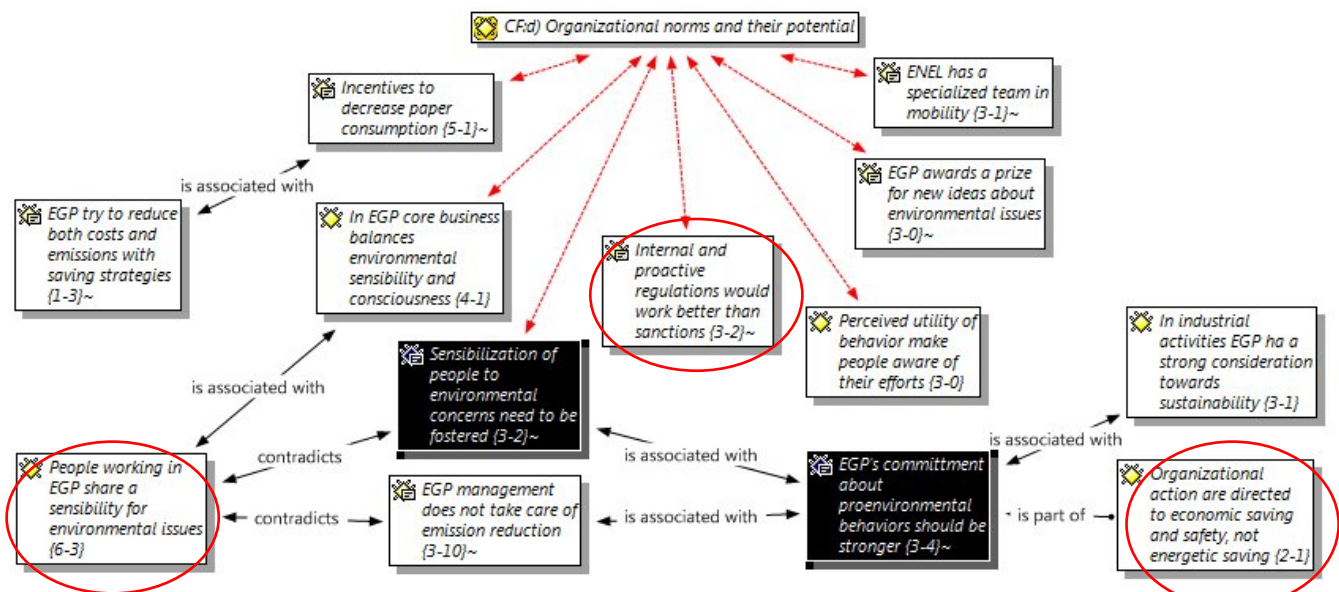 CF:d) Organizational norms and their potential
Incentives to
decrease paper
consumption {5-1}~
ENEL has a
specialized team in
mobility {3-1}~
is associated with
EGP awards a prize
for new ideas about
environmental issues
{3-0}~
EGP try to reduce
both costs and
emissions with
saving strategies
{1-3}~
In EGP core business
balances
environmental
sensibility and
consciousness {4-1}
Internal and
proactive
regulations would
work better than
sanctions {3-2}~
Perceived utility of
behavior make
people aware of
their efforts {3-0}
In industrial
activities EGP ha a
strong consideration
towards
sustainability {3-1}
is associated with
Sensibilization of
people to
environmental
concerns need to be
fostered {3-2}~
is associated with
People working in
EGP share a
sensibility for
environmental issues
{6-3}
contradicts
contradicts
EGP management
does not take care of
emission reduction
{3-10}~
is associated with
is associated with
EGP's committment
about
proenvironmental
behaviors should be
stronger {3-4}~
is part of
Organizational
action are directed
to economic saving
and safety, not
energetic saving {2-1}